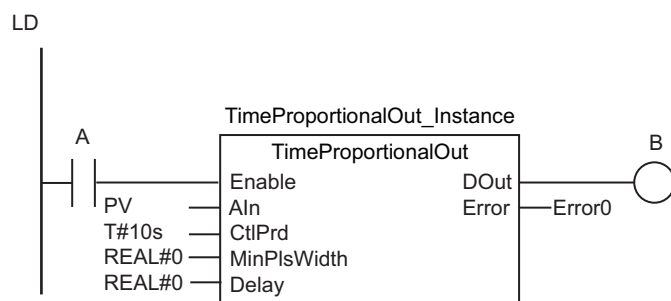 LD
A
TimeProportionalOut_Instance
B
TimeProportionalOut
Enable DOut
PV AIn Error Error0
T#10s CtlPrd
REAL#0 MinPlsWidth
REAL#0 Delay